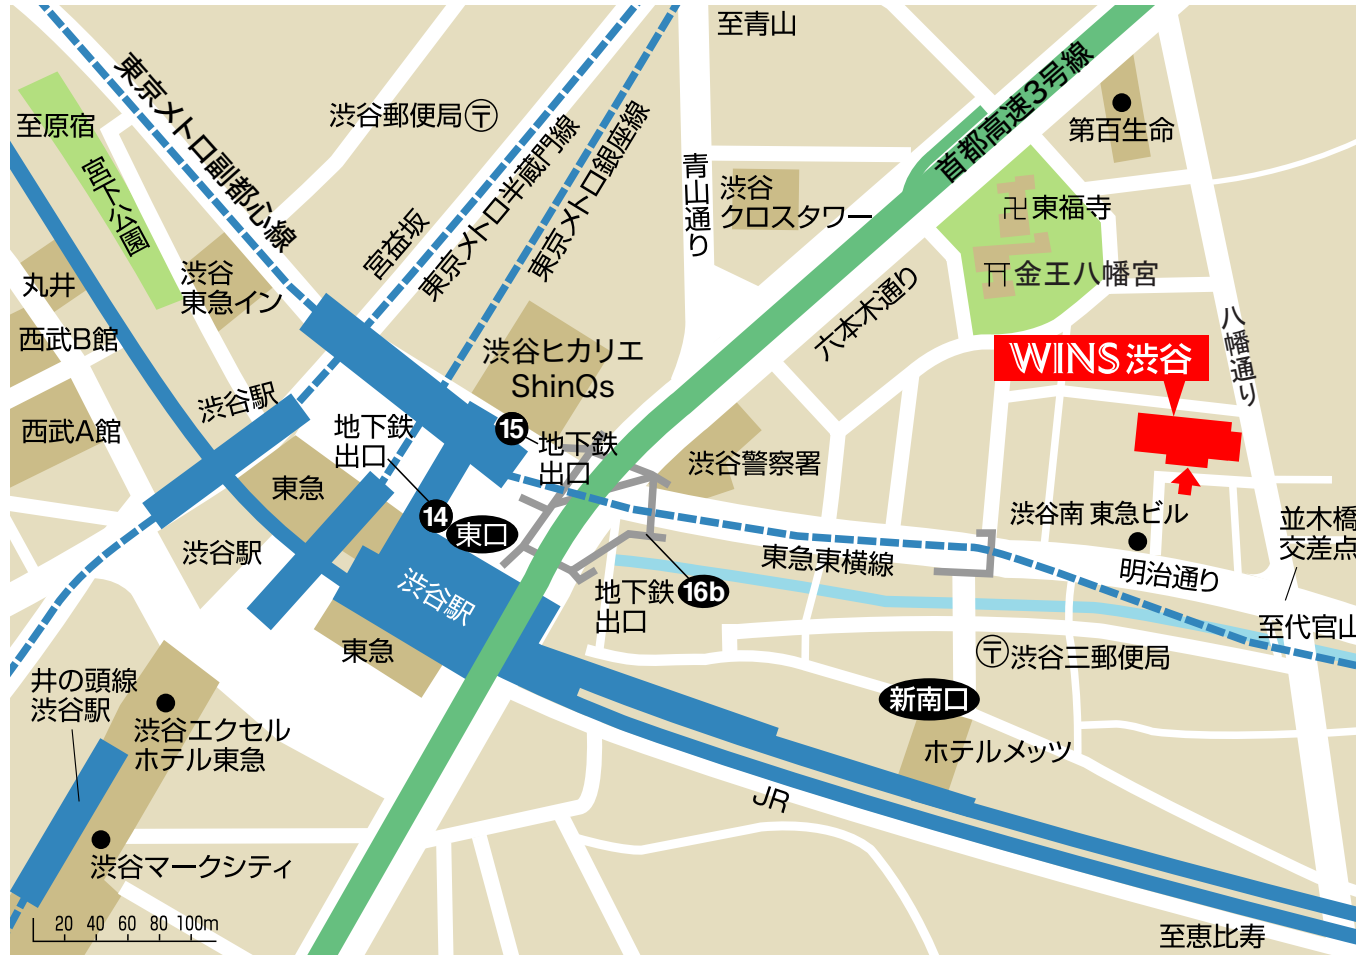 至青山
首都高速3号線
東京メトロ副都心線
第百生命
渋谷郵便局〒
至原宿
宮下公園
東京メトロ半蔵門線
東京メトロ銀座線
青山通り
渋谷
クロスタワー
卍東福寺
宮益坂
金王八幡宮
丸井
渋谷
東急イン
六本木通り
八幡通り
西武B館
渋谷ヒカリエ
ShinQs
WINS渋谷
渋谷駅
西武A館
地下鉄
出口
15
地下鉄
出口
渋谷警察署
東急
14
東口
渋谷南 東急ビル
並木橋
交差点
渋谷駅
東急東横線
明治通り
渋谷駅
地下鉄
出口
16b
至代官山
東急
〒渋谷三郵便局
井の頭線
渋谷駅
新南口
渋谷エクセル
ホテル東急
ホテルメッツ
JR
渋谷マークシティ
20 40 60 80 100m
至恵比寿